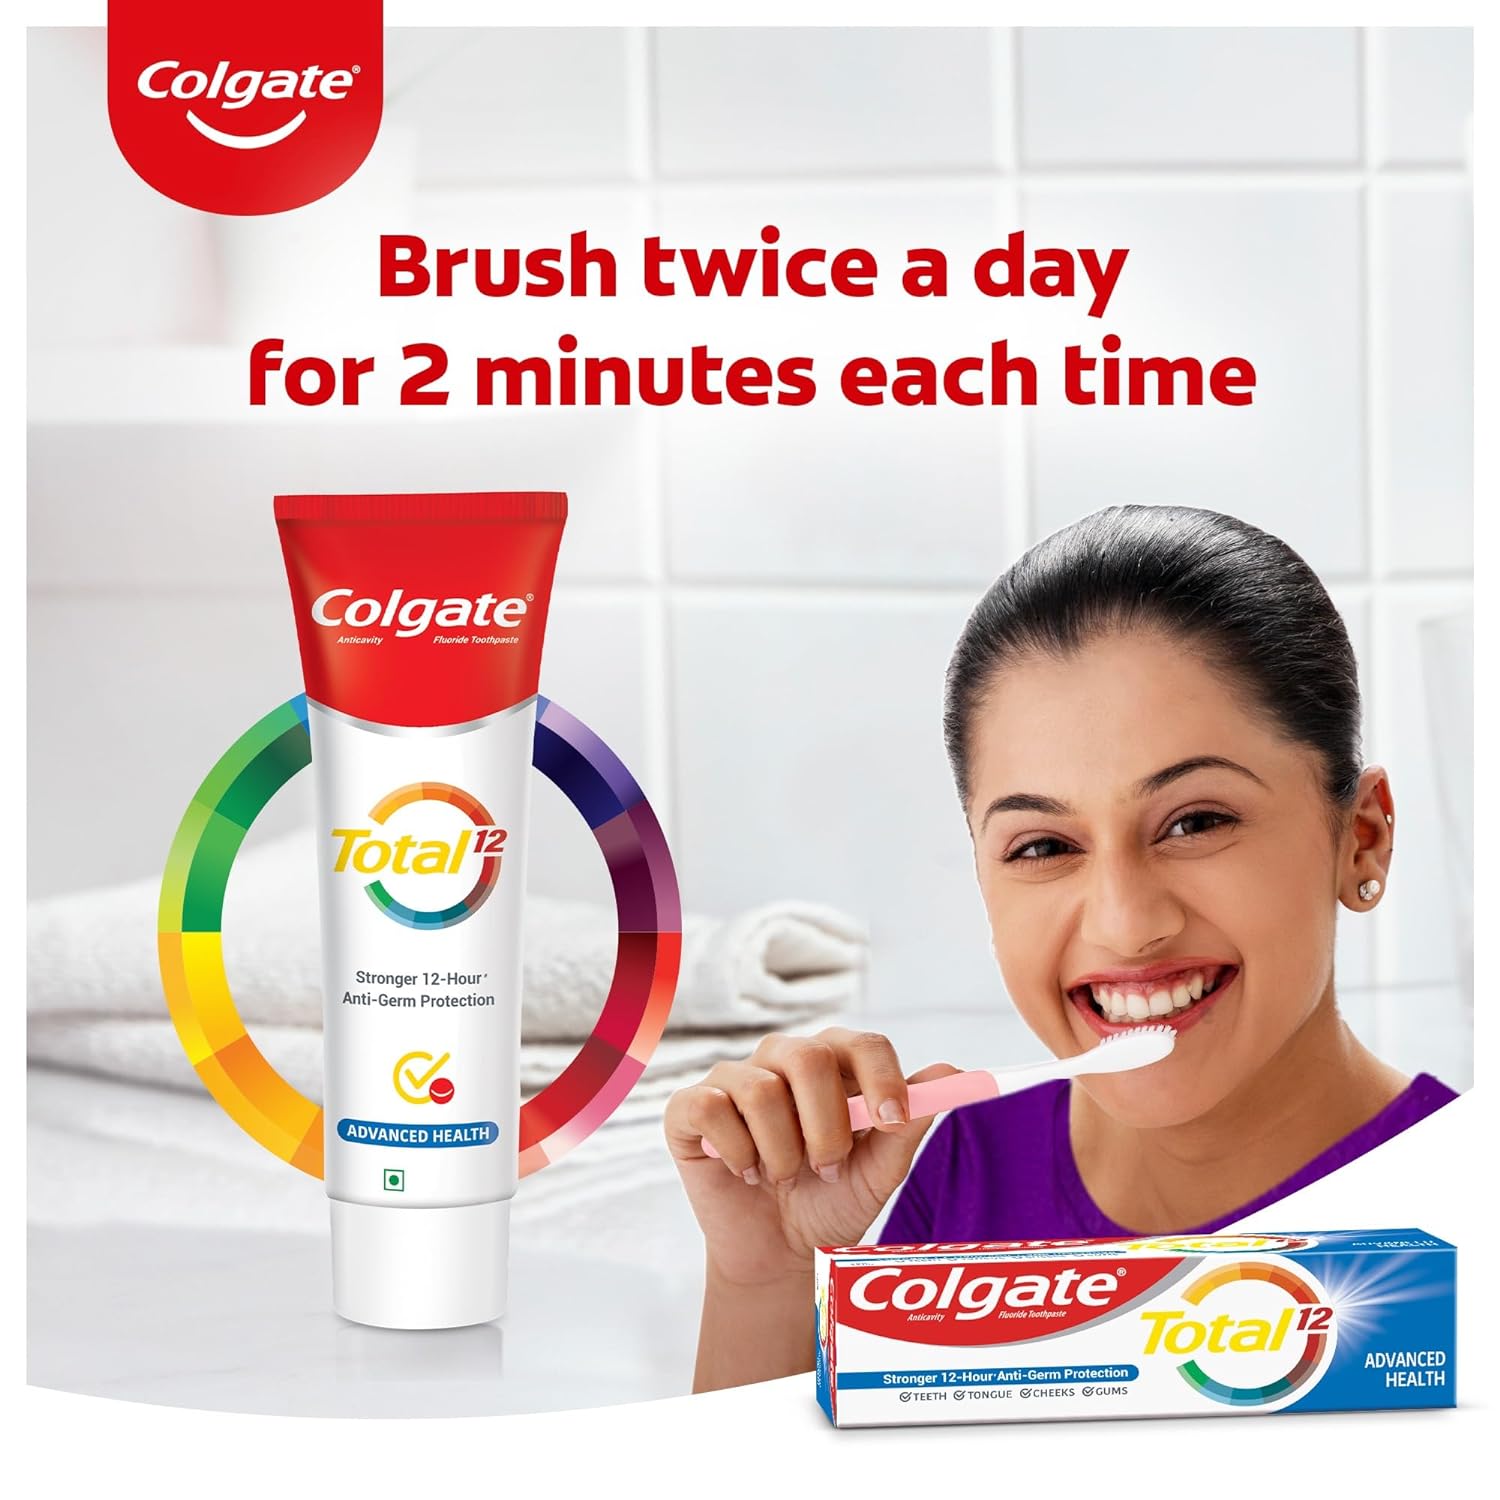 Colgate®
Brush twice a day
for 2 minutes each time
Colgate®
Anticavity Fluoride Toothpaste
Total 12
Stronger 12-Hour*
Anti-Germ Protection
ADVANCED HEALTH
Colgate®
Anticavity Fluoride Toothpaste
Total 12
Stronger 12-Hour* Anti-Germ Protection
TEETH TONGUE CHEEKS GUMS
ADVANCED
HEALTH